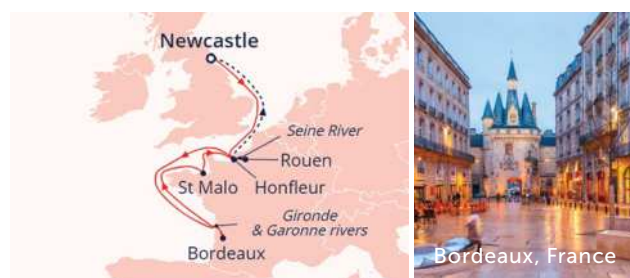 Newcastle
Seine River
Rouen
St Malo
Honfleur
Gironde
& Garonne rivers
Bordeaux
Bordeaux, France